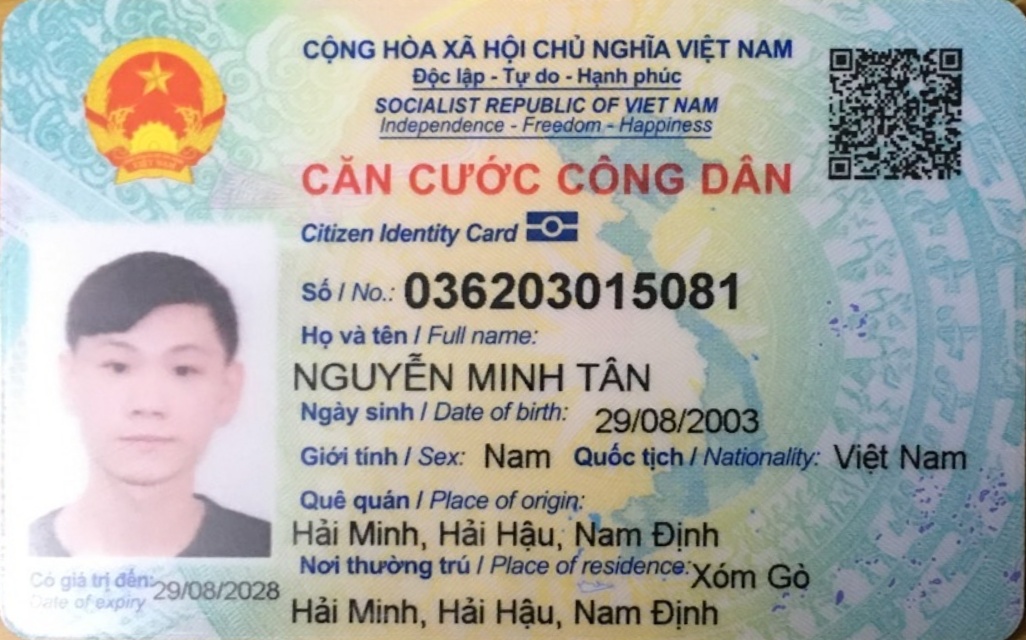 CỘNG HÒA XÃ HỘI CHỦ NGHĨA VIỆT NAM
Độc lập - Tự do - Hạnh phúc
SOCIALIST REPUBLIC OF VIET NAM
Independence - Freedom - Happiness
CĂN CƯỚC CÔNG DÂN
Citizen Identity Card
Số / No.: 036203015081
Họ và tên / Full name:
NGUYỄN MINH TÂN
Ngày sinh / Date of birth: 29/08/2003
Giới tính / Sex: Nam Quốc tịch / Nationality: Việt Nam
Quê quán / Place of origin:
Hải Minh, Hải Hậu, Nam Định
Nơi thường trú / Place of residence: Xóm Gò
Hải Minh, Hải Hậu, Nam Định
Có giá trị đến: 29/08/2028
Date of expiry